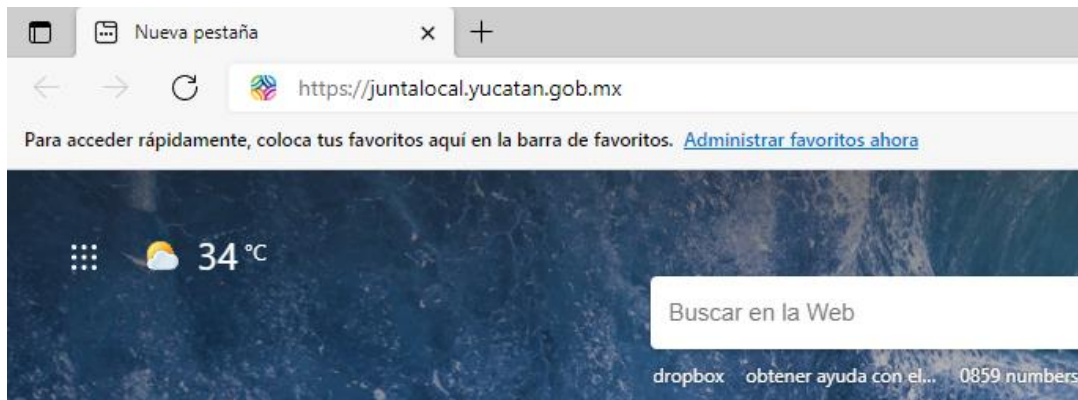 Nueva pestaña
https://juntalocal.yucatan.gob.mx
Para acceder rápidamente, coloca tus favoritos aquí en la barra de favoritos. Administrar favoritos ahora
34 °C
Buscar en la Web
dropbox obtener ayuda con el... 0859 numbers